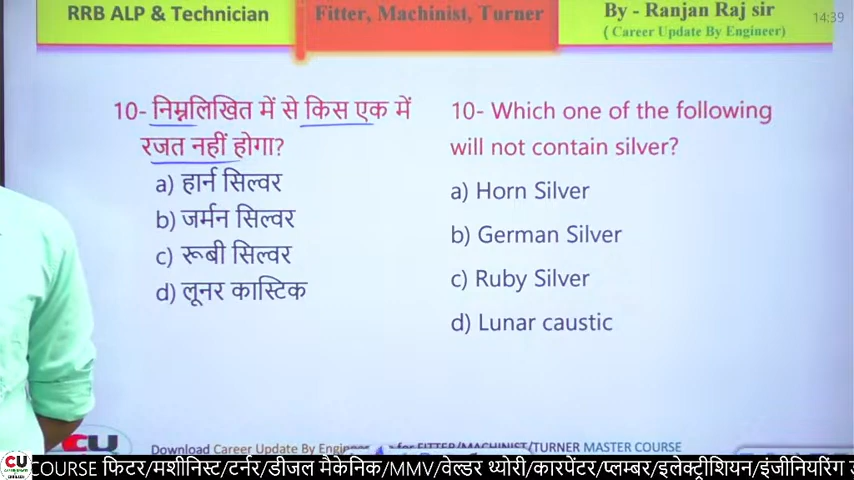 RRB ALP & Technician
Fitter, Machinist, Turner
By - Ranjan Raj sir
( Career Update By Engineer)
14:39
10- निम्नलिखित में से किस एक में
रजत नहीं होगा?
a) हार्न सिल्वर
b) जर्मन सिल्वर
c) रूबी सिल्वर
d) लूनर कास्टिक
10- Which one of the following
will not contain silver?
a) Horn Silver
b) German Silver
c) Ruby Silver
d) Lunar caustic
CU
Download Career Update By for FITTER/MACHINIST/TURNER MASTER COURSE
CU
COURSE फिटर/मशीनिस्ट/टर्नर/डीजल मैकेनिक/MMV/वेल्डर थ्योरी/कारपेंटर/प्लम्बर/इलेक्ट्रीशियन/इंजीनियरिंग